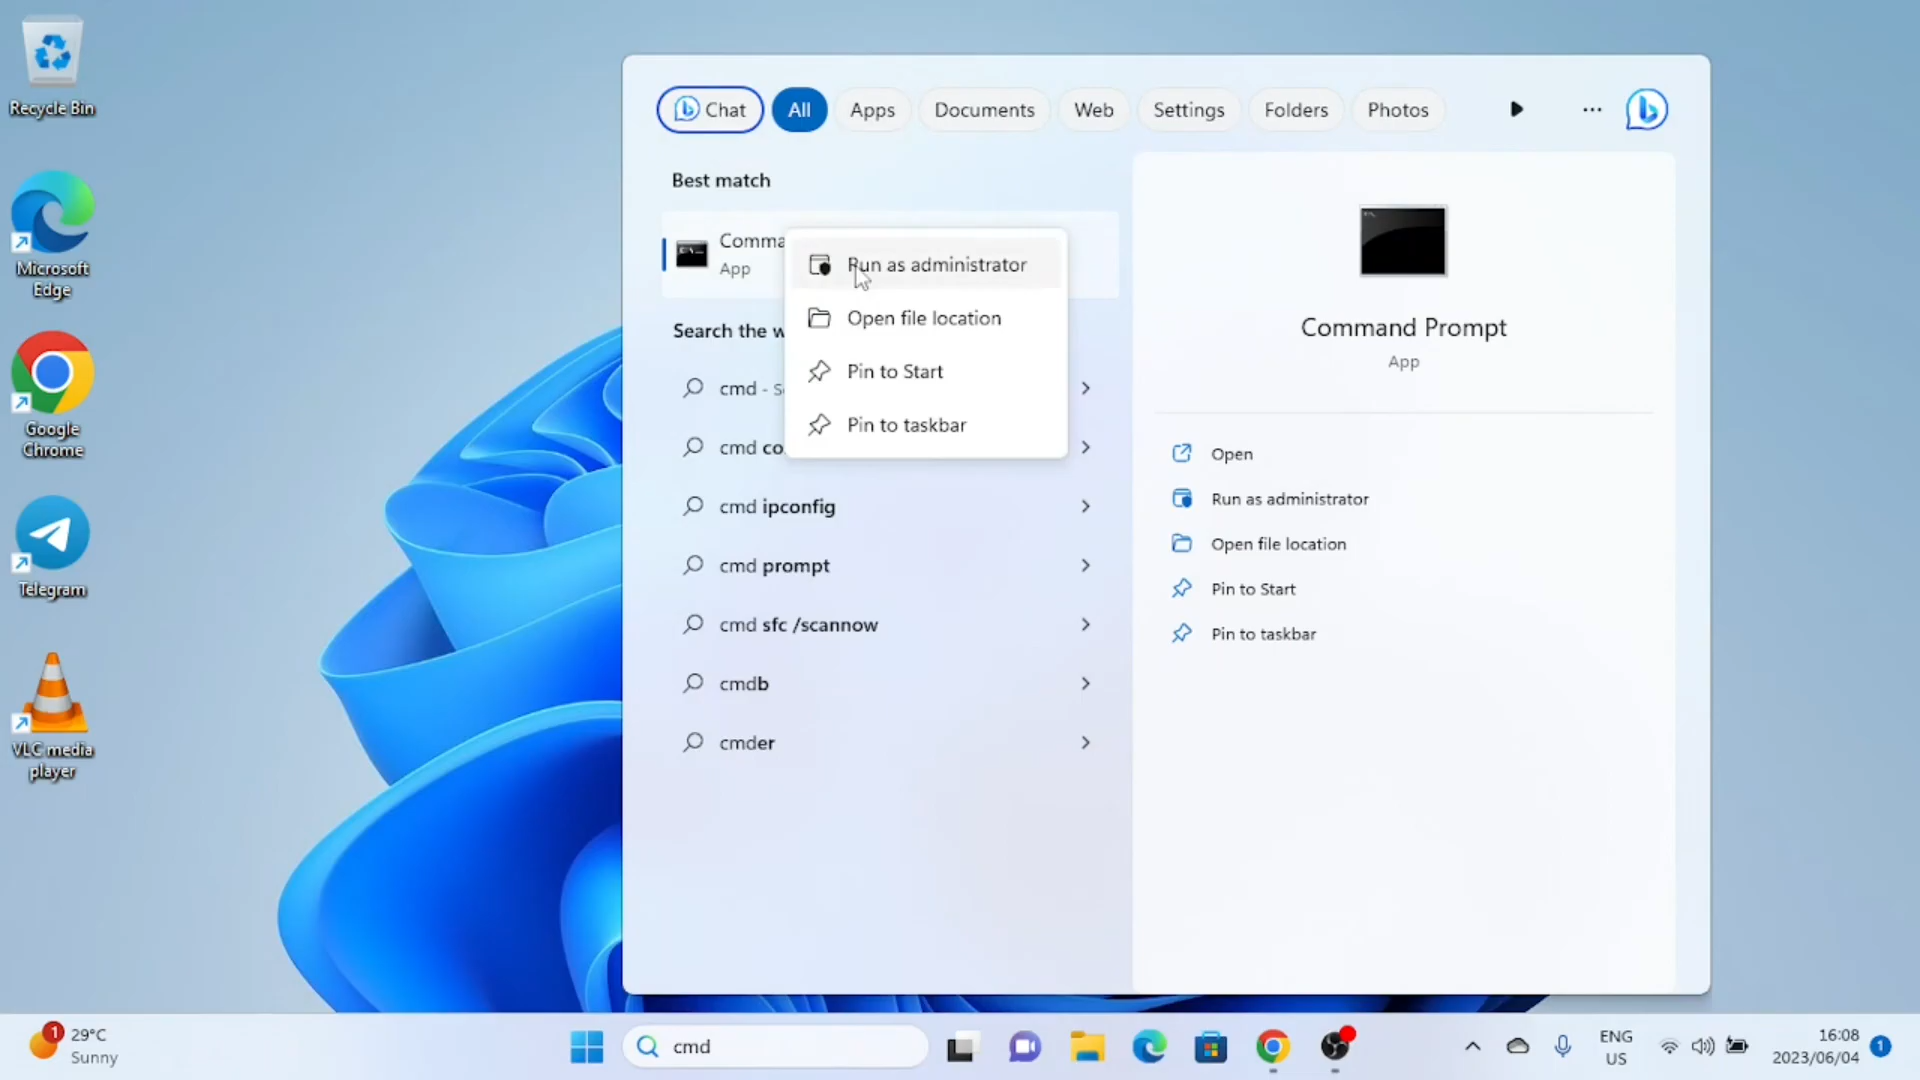 Recycle Bin
Microsoft
Edge
Google
Chrome
Telegram
VLC media
player
Chat
All
Apps
Documents
Web
Settings
Folders
Photos
...
Best match
Comma
App
Run as administrator
Open file location
Pin to Start
Pin to taskbar
Search the w
cmd - S
cmd co
cmd ipconfig
cmd prompt
cmd sfc /scannow
cmdb
cmder
Command Prompt
App
Open
Run as administrator
Open file location
Pin to Start
Pin to taskbar
1
29°C
Sunny
cmd
ENG
US
16:08
2023/06/04
1